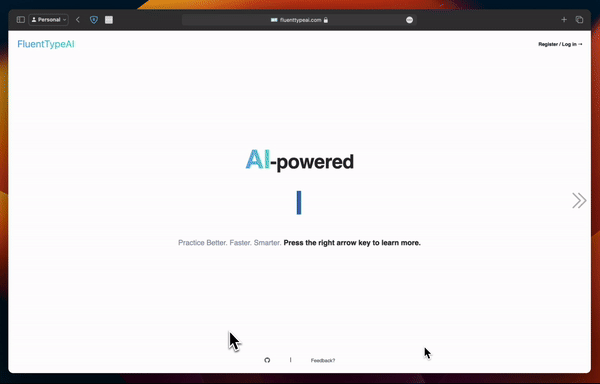 Personal
fluenttypeai.com
FluentTypeAI
Register / Log in →
AI-powered
Practice Better. Faster. Smarter. Press the right arrow key to learn more.
| Feedback?